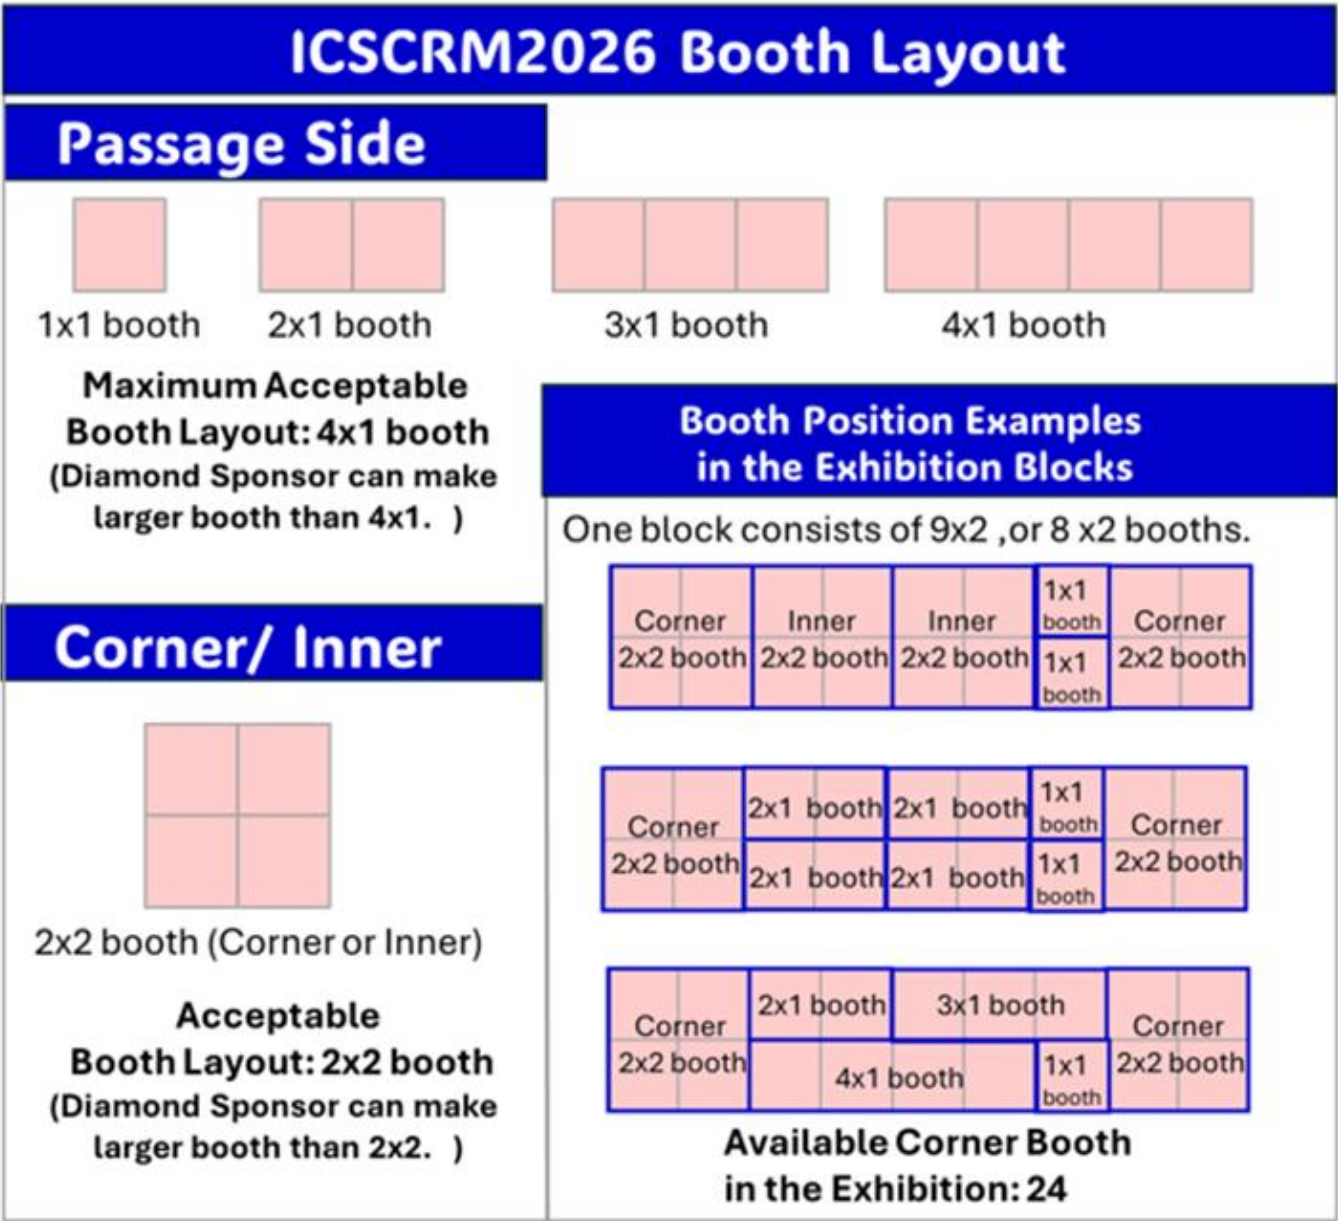 ICSCRM2026 Booth Layout
Passage Side
1x1 booth
2x1 booth
3x1 booth
4x1 booth
Maximum Acceptable
Booth Layout: 4x1 booth
(Diamond Sponsor can make
larger booth than 4x1. )
Corner/ Inner
2x2 booth (Corner or Inner)
Acceptable
Booth Layout: 2x2 booth
(Diamond Sponsor can make
larger booth than 2x2. )
Booth Position Examples
in the Exhibition Blocks
One block consists of 9x2 ,or 8 x2 booths.
Corner
2x2 booth
Inner
2x2 booth
Inner
2x2 booth
1x1
booth
1x1
booth
Corner
2x2 booth
Corner
2x2 booth
2x1 booth
2x1 booth
2x1 booth
2x1 booth
1x1
booth
1x1
booth
Corner
2x2 booth
Corner
2x2 booth
2x1 booth
3x1 booth
4x1 booth
1x1
booth
Corner
2x2 booth
Available Corner Booth
in the Exhibition: 24